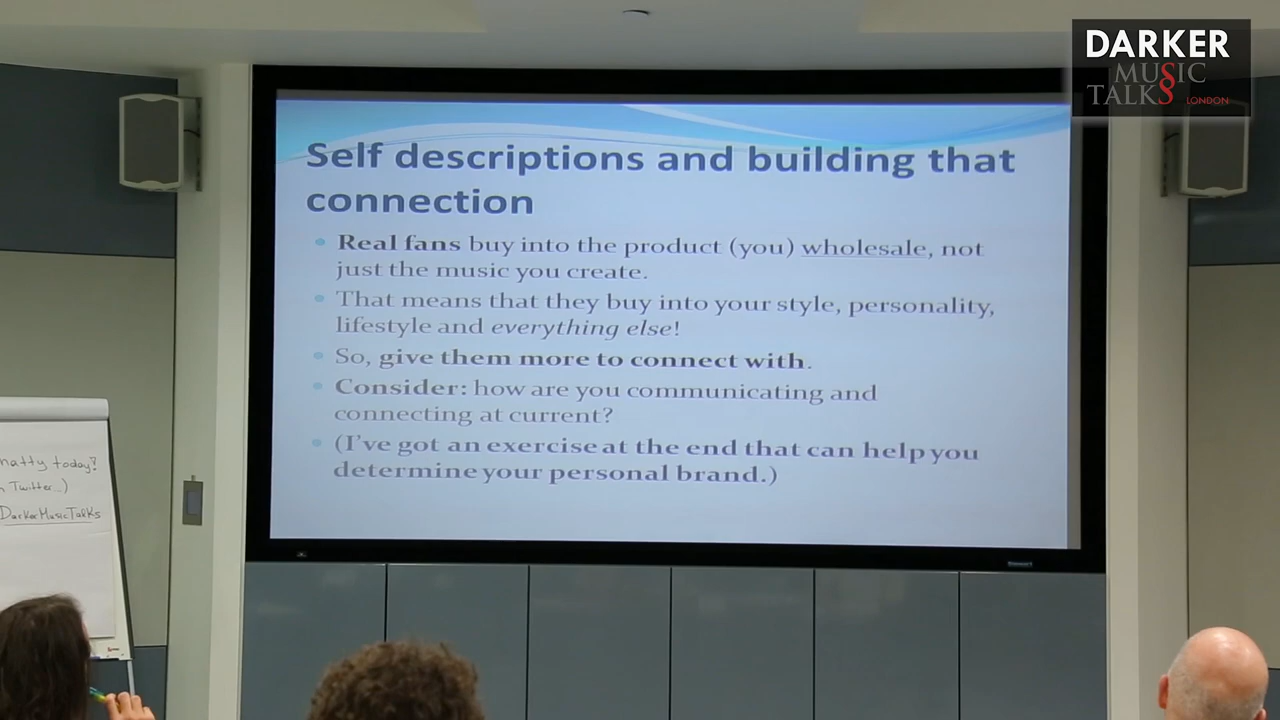 DARKER
MUSIC
TALKS LONDON
Self descriptions and building that
connection
Real fans buy into the product (you) wholesale, not
just the music you create.
That means that they buy into your style, personality,
lifestyle and everything else!
So, give them more to connect with.
Consider: how are you communicating and
connecting at current?
(I've got an exercise at the end that can help you
determine your personal brand.)
natty today?
Twitter...)
DarkerMusicTalks